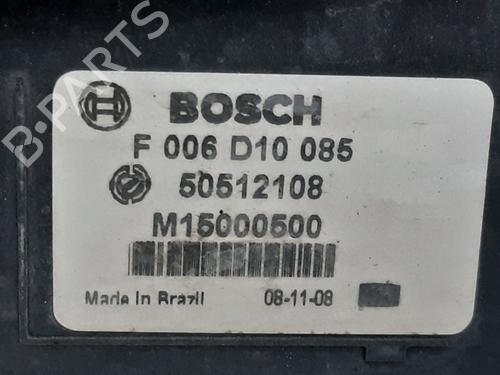 BOSCH
F 006 D10 085
50512108
M15000500
Made In Brazil 08-11-08
B-PARTS